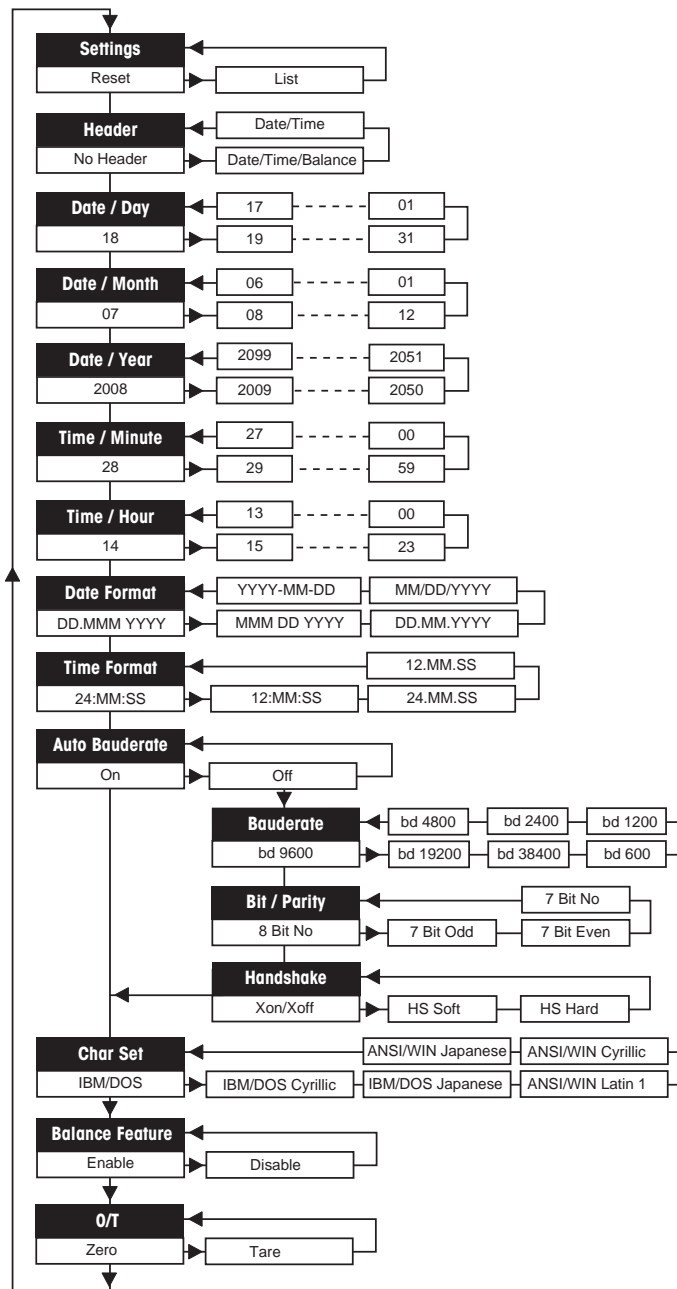 Settings
Reset
List
Header
Date/Time
No Header
Date/Time/Balance
Date / Day
17
01
18
19
31
Date / Month
06
01
07
08
12
Date / Year
2099
2051
2008
2009
2050
Time / Minute
27
00
28
29
59
Time / Hour
13
00
14
15
23
Date Format
YYYY-MM-DD
MM/DD/YYYY
DD.MMM YYYY
MMM DD YYYY
DD.MM.YYYY
Time Format
12.MM.SS
24:MM:SS
12:MM:SS
24.MM.SS
Auto Bauderate
On
Off
Bauderate
bd 4800
bd 2400
bd 1200
bd 9600
bd 19200
bd 38400
bd 600
Bit / Parity
7 Bit No
8 Bit No
7 Bit Odd
7 Bit Even
Handshake
Xon/Xoff
HS Soft
HS Hard
Char Set
ANSI/WIN Japanese
ANSI/WIN Cyrillic
IBM/DOS
IBM/DOS Cyrillic
IBM/DOS Japanese
ANSI/WIN Latin 1
Balance Feature
Enable
Disable
O/T
Zero
Tare